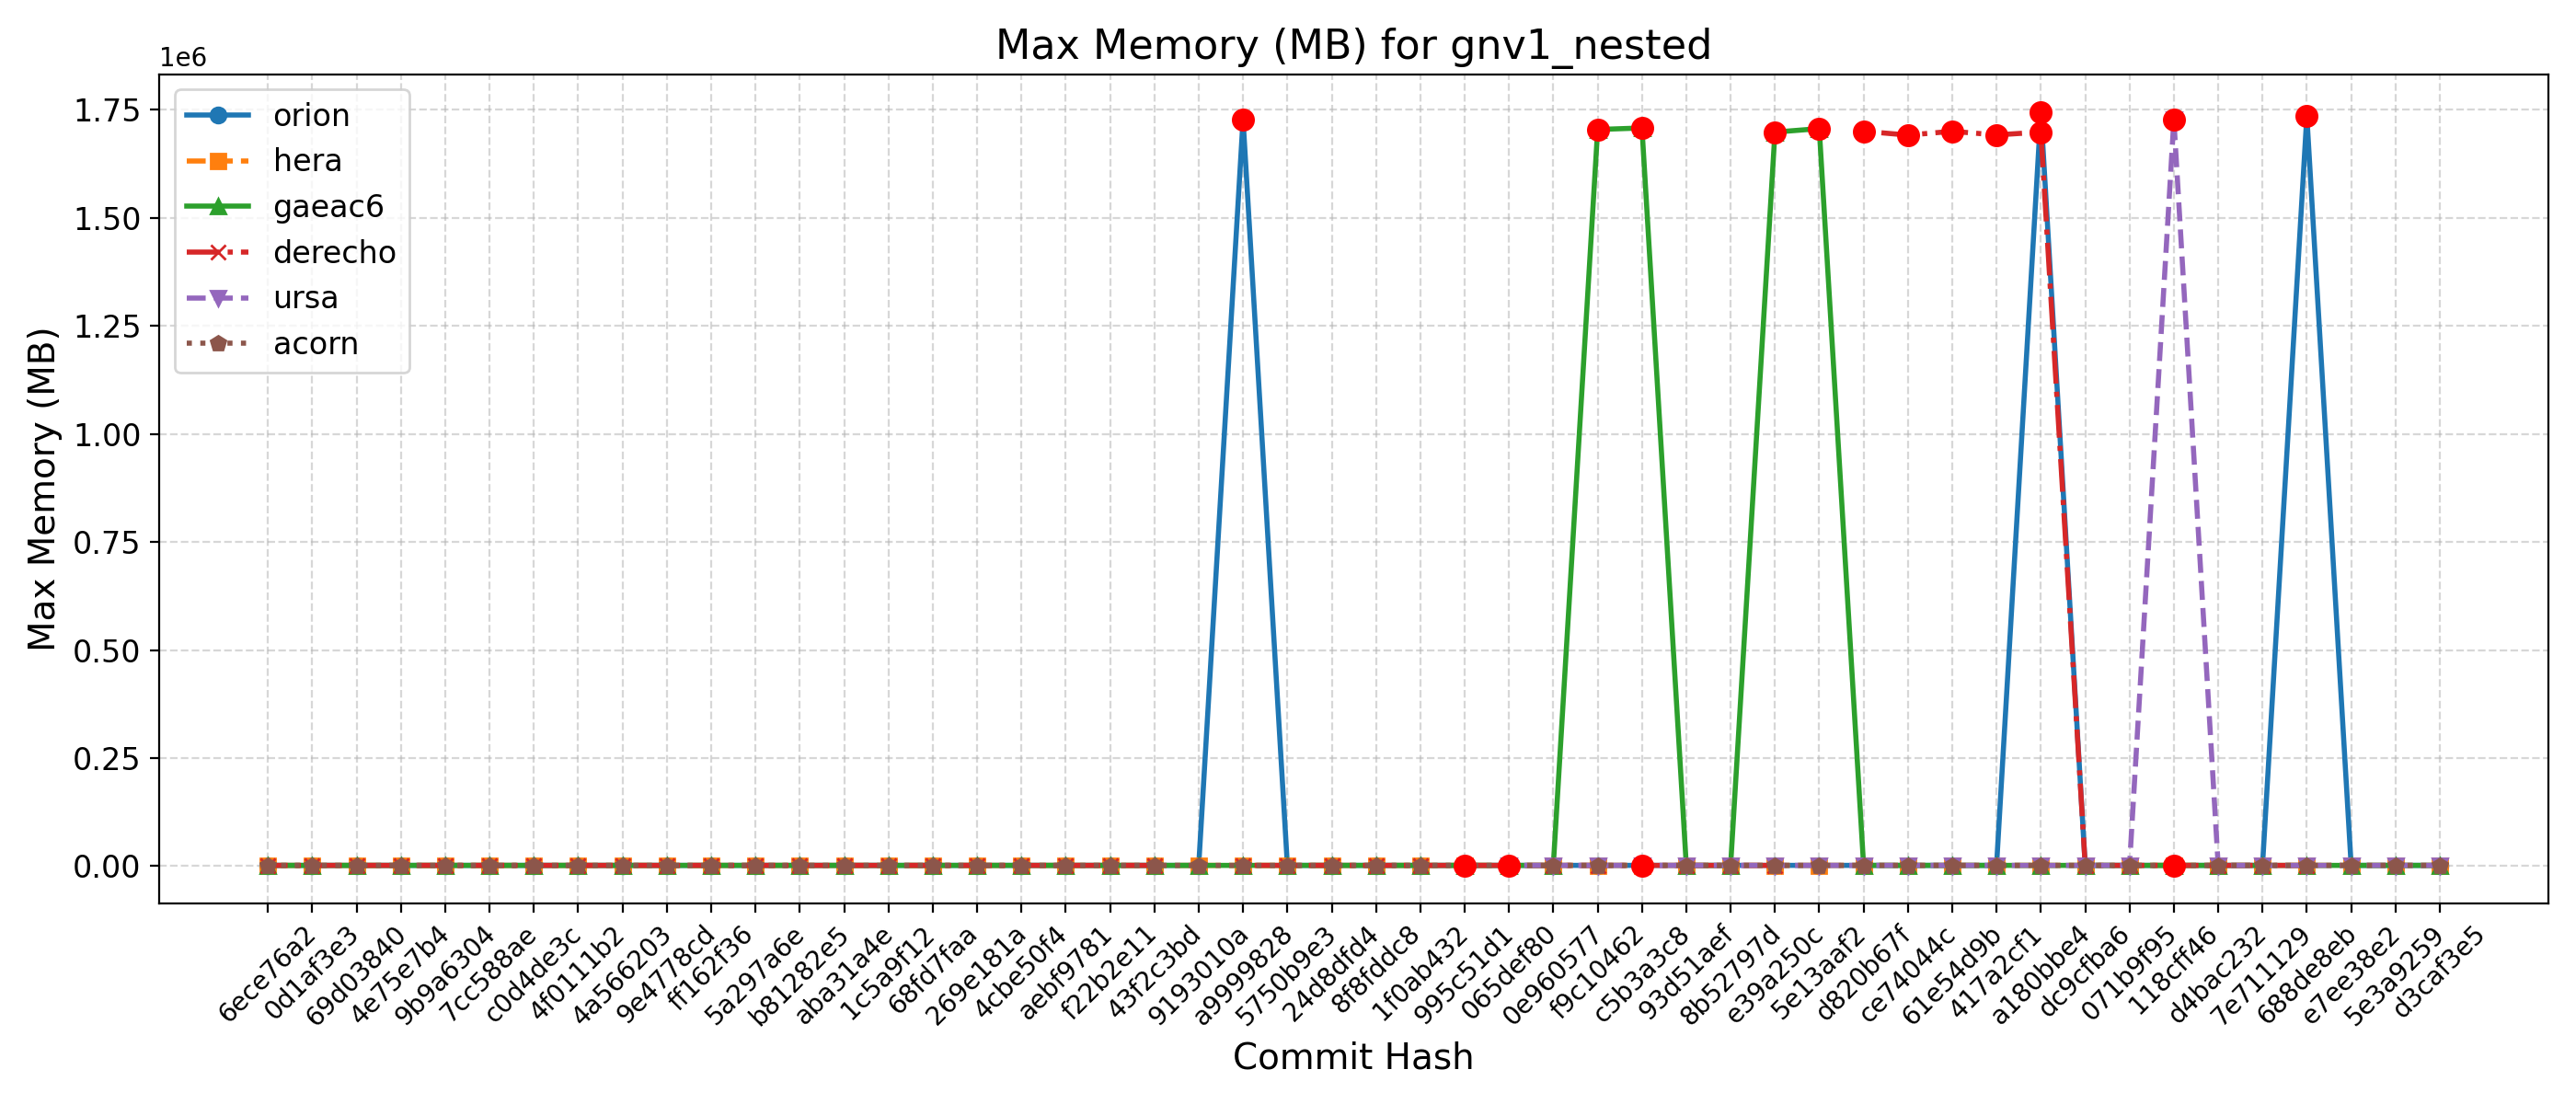 Max Memory (MB) for gnv1_nested
1e6
1.75
1.50
1.25
1.00
0.75
0.50
0.25
0.00
Max Memory (MB)
orion
hera
gaeac6
derecho
ursa
acorn
6ece76a2
0d1af3e3
69d03840
4e75e7b4
9b9a6304
7cc588ae
c0d4de3c
4f0111b2
4a566203
9e4778cd
ff162f36
5a297a6e
b81282e5
aba31a4e
1c5a9f12
68fd7faa
269e181a
4cbe50f4
aebf9781
f22b2e11
43f2c3bd
9193010a
a9999828
5750b9e3
24d8dfd4
8f8fddc8
1f0ab432
995c51d1
065def80
0e960577
f9c10462
c5b3a3c8
93d51aef
8b52797d
e39a250c
5e13aaf2
d820b67f
ce74044c
61e54d9b
417a2cf1
a180bbe4
dc9cfba6
071b9f95
118cff46
d4bac232
7e711129
688de8eb
e7ee38e2
5e3a9259
d3caf3e5
Commit Hash